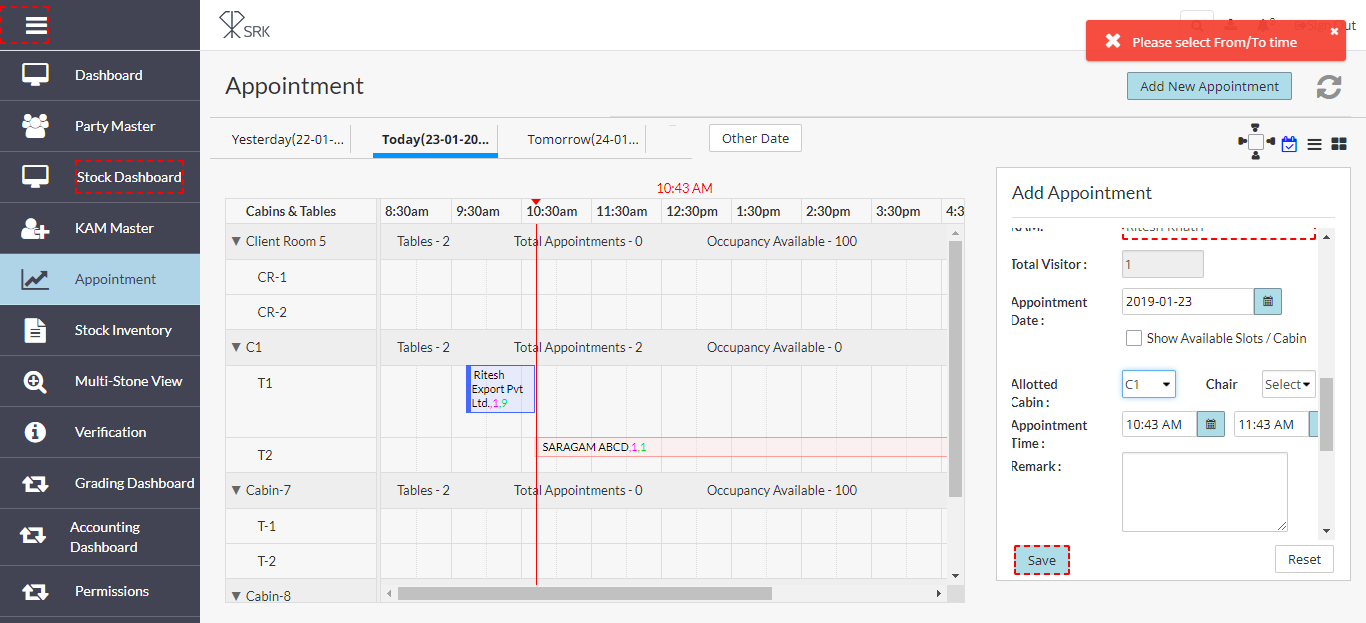 SRK
Sign Out
Please select From/To time
Dashboard
Party Master
Stock Dashboard
KAM Master
Appointment
Stock Inventory
Multi-Stone View
Verification
Grading Dashboard
Accounting
Dashboard
Permissions
Appointment
Add New Appointment
Yesterday(22-01-...
Today(23-01-20...
Tomorrow(24-01...
Other Date
10:43 AM
Cabins & Tables
8:30am
9:30am
10:30am
11:30am
12:30pm
1:30pm
2:30pm
3:30pm
4:3
Client Room 5
Tables - 2
Total Appointments - 0
Occupancy Available - 100
CR-1
CR-2
C1
Tables - 2
Total Appointments - 2
Occupancy Available - 0
T1
Ritesh
Export Pvt
Ltd.,1,9
T2
SARAGAM ABCD,1,1
Cabin-7
Tables - 2
Total Appointments - 0
Occupancy Available - 100
T-1
T-2
Cabin-8
Add Appointment
KAM:
Ritesh Khatri
Total Visitor :
1
Appointment
Date :
2019-01-23
Show Available Slots / Cabin
Allotted
Cabin :
C1
Chair
Select
Appointment
Time :
10:43 AM
11:43 AM
Remark :
Save
Reset